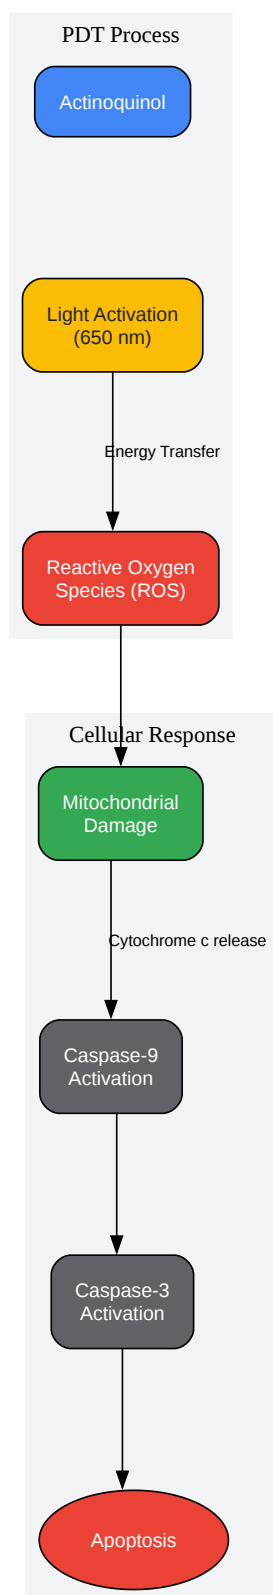 PDT Process
Actinoquinol
Light Activation
(650 nm)
Energy Transfer
Reactive Oxygen
Species (ROS)
Cellular Response
Mitochondrial
Damage
Cytochrome c release
Caspase-9
Activation
Caspase-3
Activation
Apoptosis